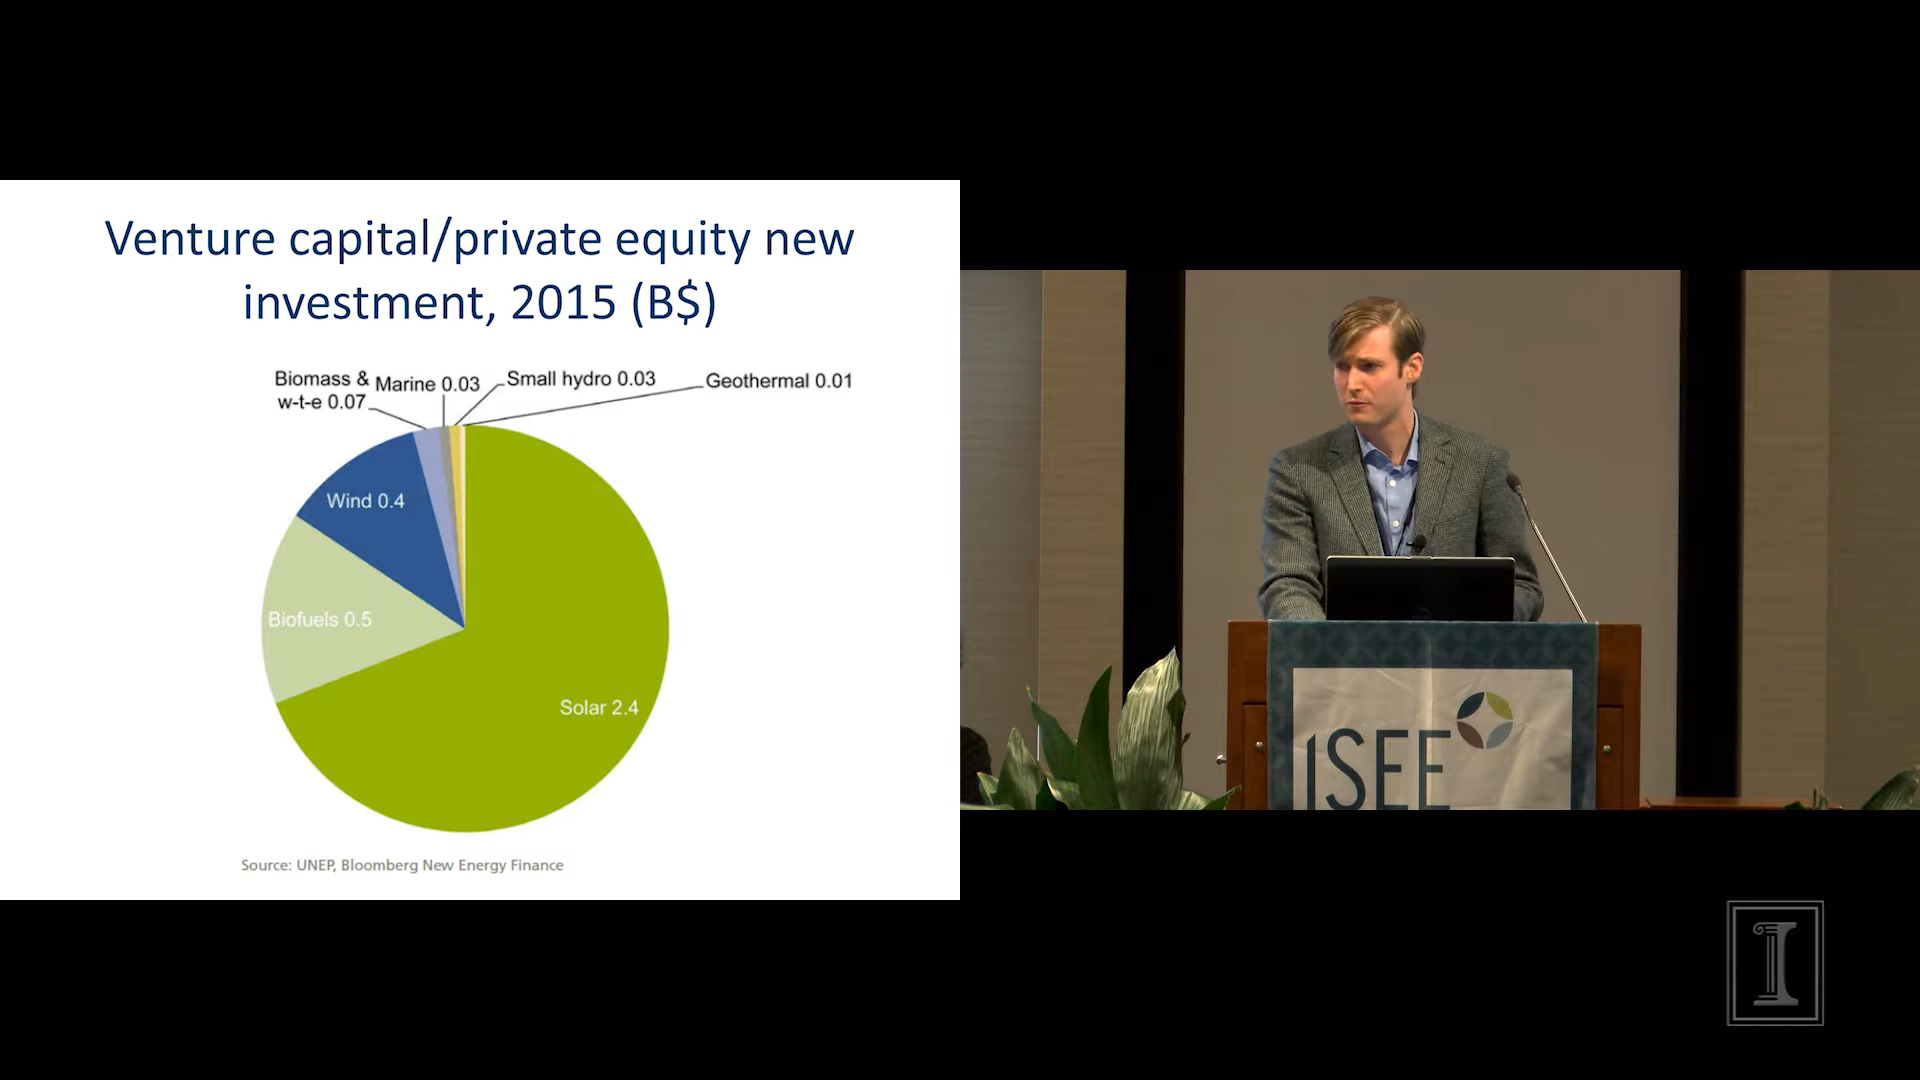 Venture capital/private equity new
investment, 2015 (B$)
Biomass &
w-t-e 0.07
Marine 0.03
Small hydro 0.03
Geothermal 0.01
Wind 0.4
Biofuels 0.5
Solar 2.4
Source: UNEP, Bloomberg New Energy Finance
iSEE
I